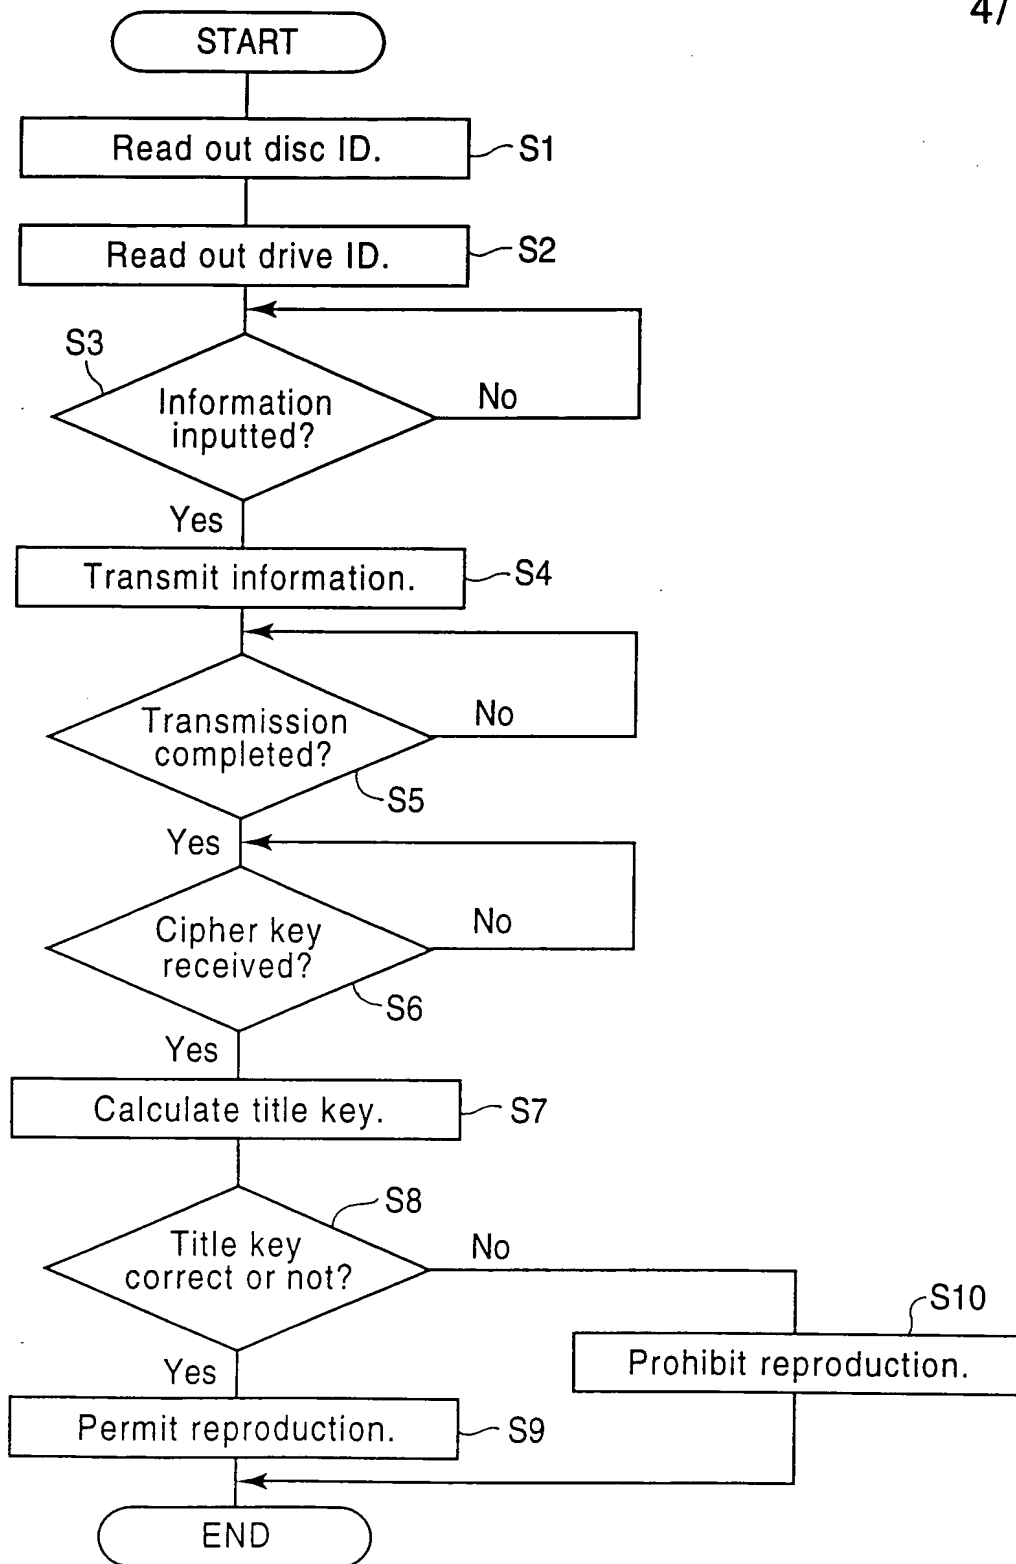 4/
START
Read out disc ID.
S1
Read out drive ID.
S2
S3
Information
inputted?
No
Yes
Transmit information.
S4
Transmission
completed?
No
S5
Yes
Cipher key
received?
No
S6
Yes
Calculate title key.
S7
S8
Title key
correct or not?
No
S10
Prohibit reproduction.
Yes
Permit reproduction.
S9
END